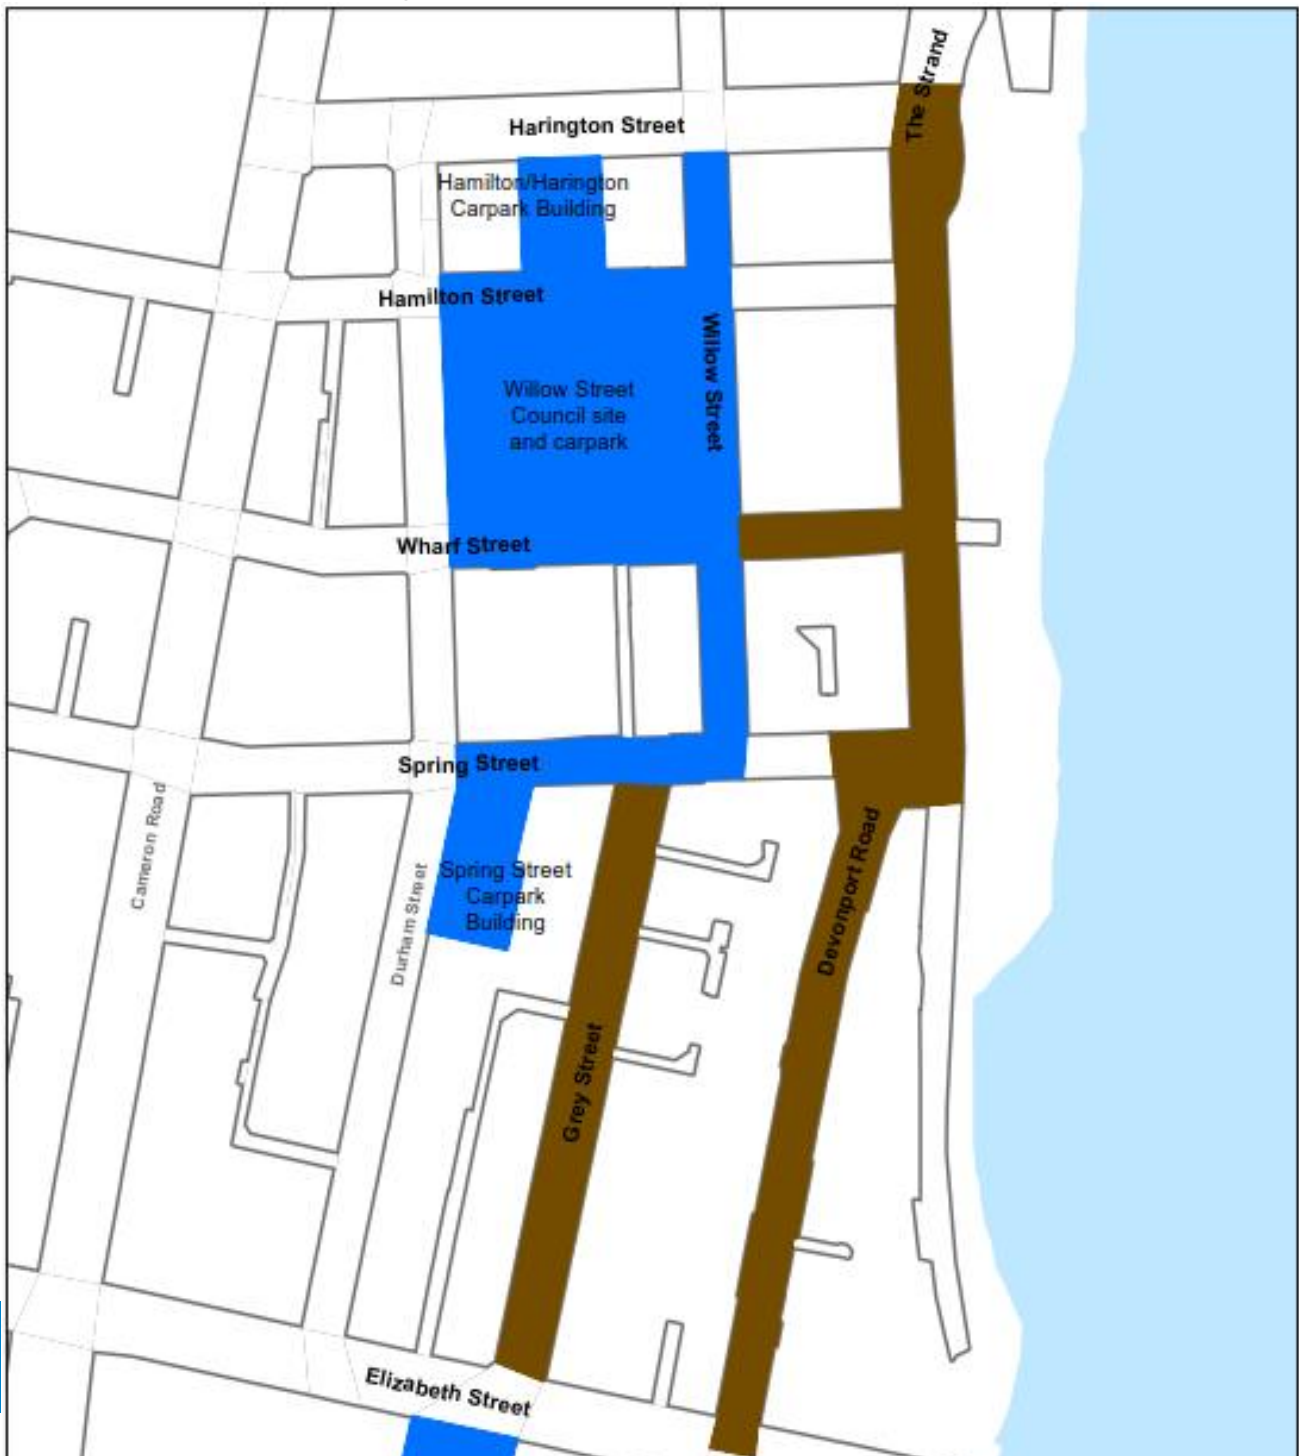 The Strand
Harington Street
Hamilton/Harington
Carpark Building
Hamilton Street
Willow Street
Willow Street
Council site
and carpark
Wharf Street
Spring Street
Cameron Road
Durham Street
Spring Street
Carpark
Building
Devonport Road
Grey Street
Elizabeth Street